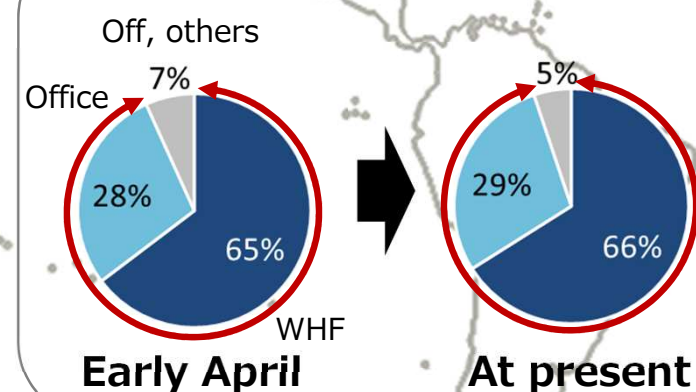 Off, others
7%
Office
28%
65%
WHF
Early April
5%
29%
66%
At present